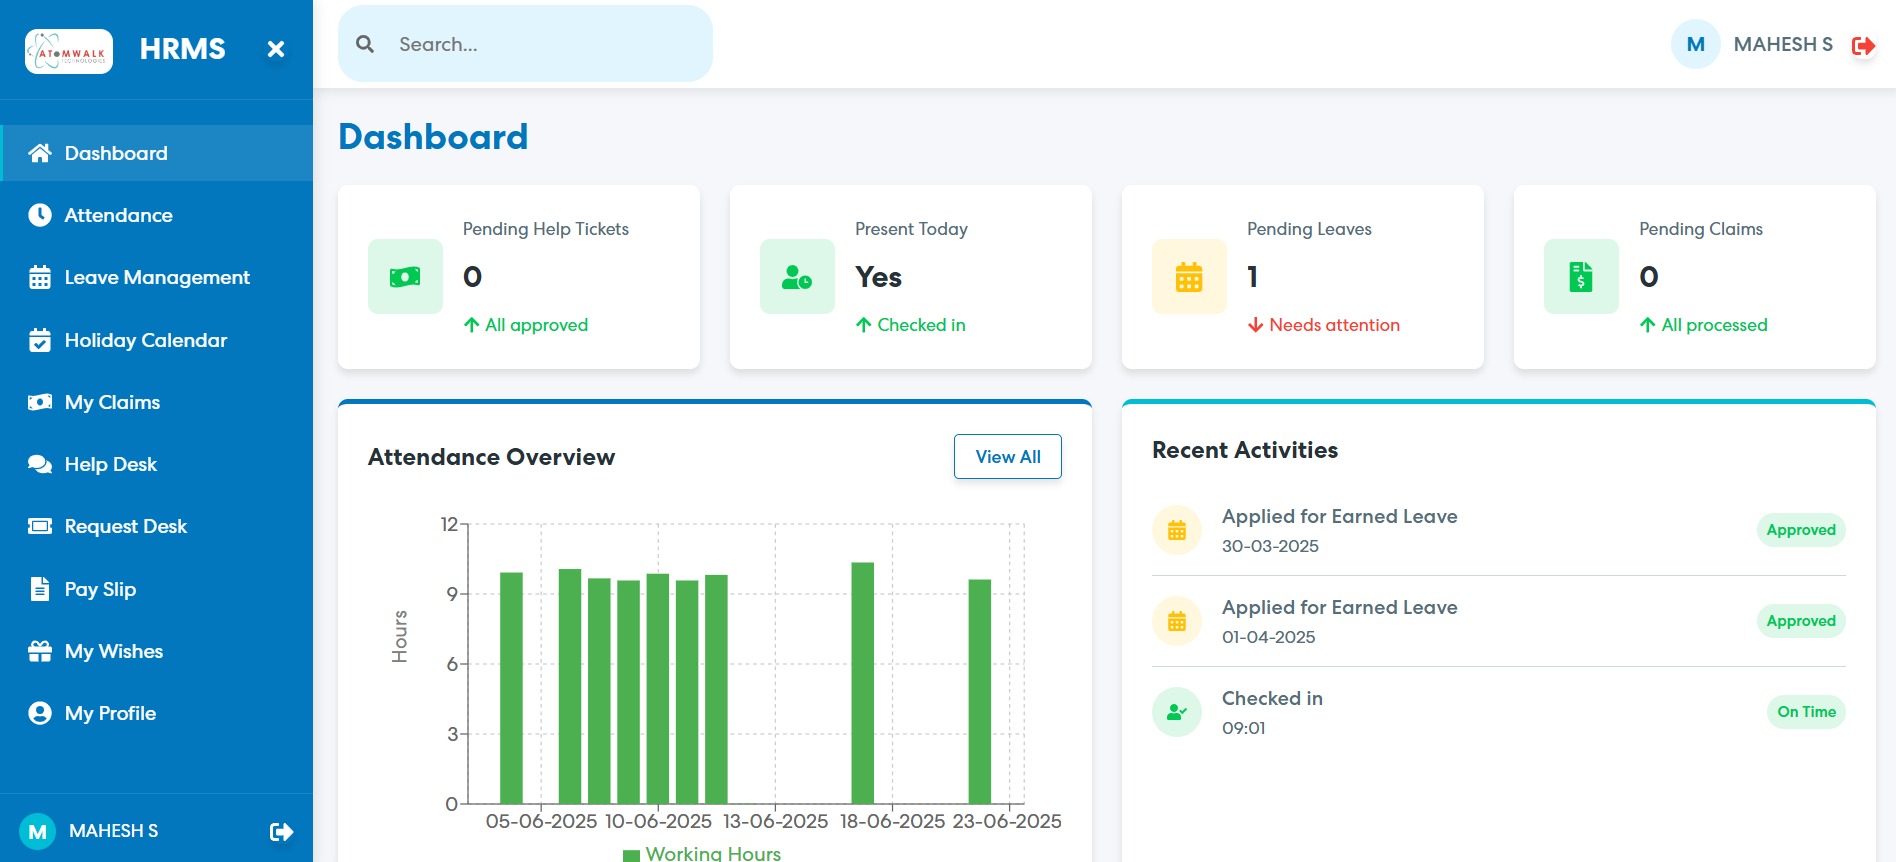 ATOMWALK
TECHNOLOGIES
HRMS
Dashboard
Attendance
Leave Management
Holiday Calendar
My Claims
Help Desk
Request Desk
Pay Slip
My Wishes
My Profile
M MAHESH S
Search...
M MAHESH S
Dashboard
Pending Help Tickets
0
All approved
Present Today
Yes
Checked in
Pending Leaves
1
Needs attention
Pending Claims
0
All processed
Attendance Overview
View All
12
9
6
3
0
Hours
05-06-2025 10-06-2025 13-06-2025 18-06-2025 23-06-2025
Working Hours
Recent Activities
Applied for Earned Leave
30-03-2025
Approved
Applied for Earned Leave
01-04-2025
Approved
Checked in
09:01
On Time